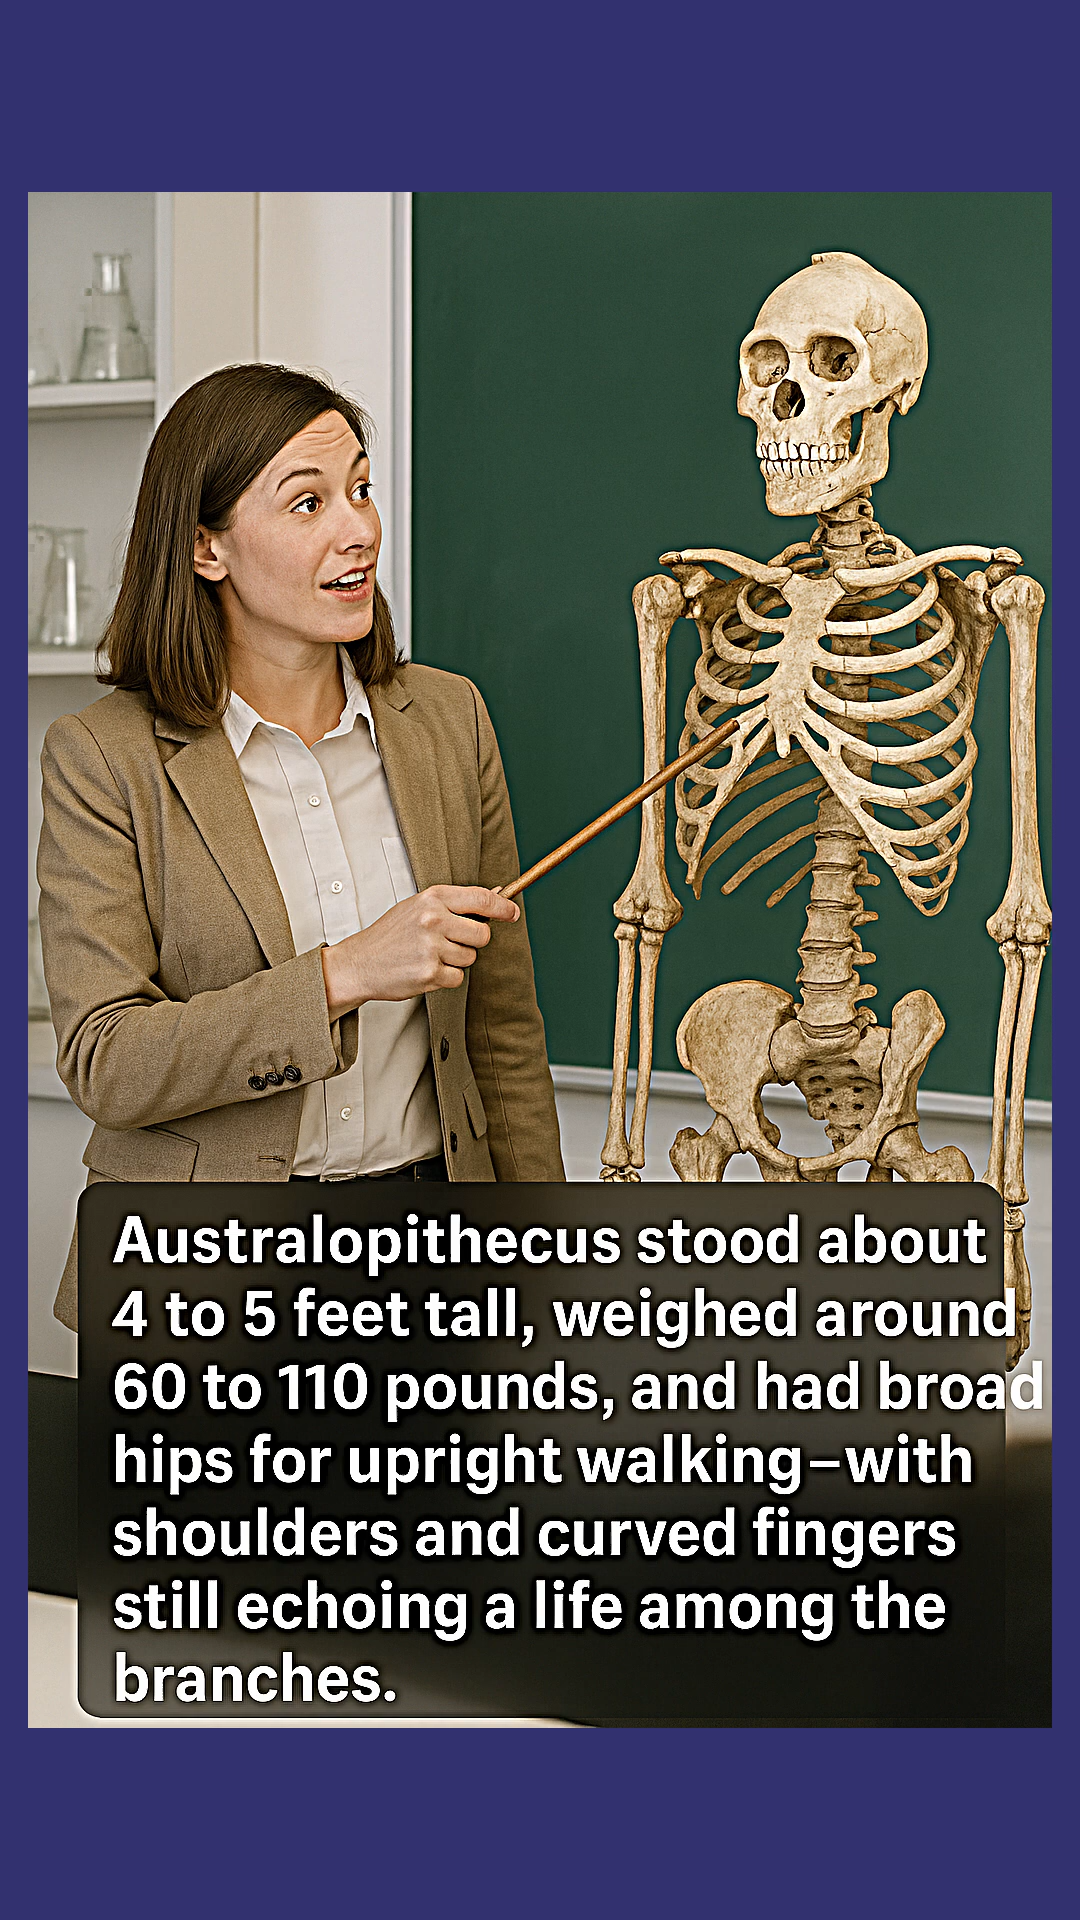 Australopithecus stood about
4 to 5 feet tall, weighed around
60 to 110 pounds, and had broad
hips for upright walking–with
shoulders and curved fingers
still echoing a life among the
branches.